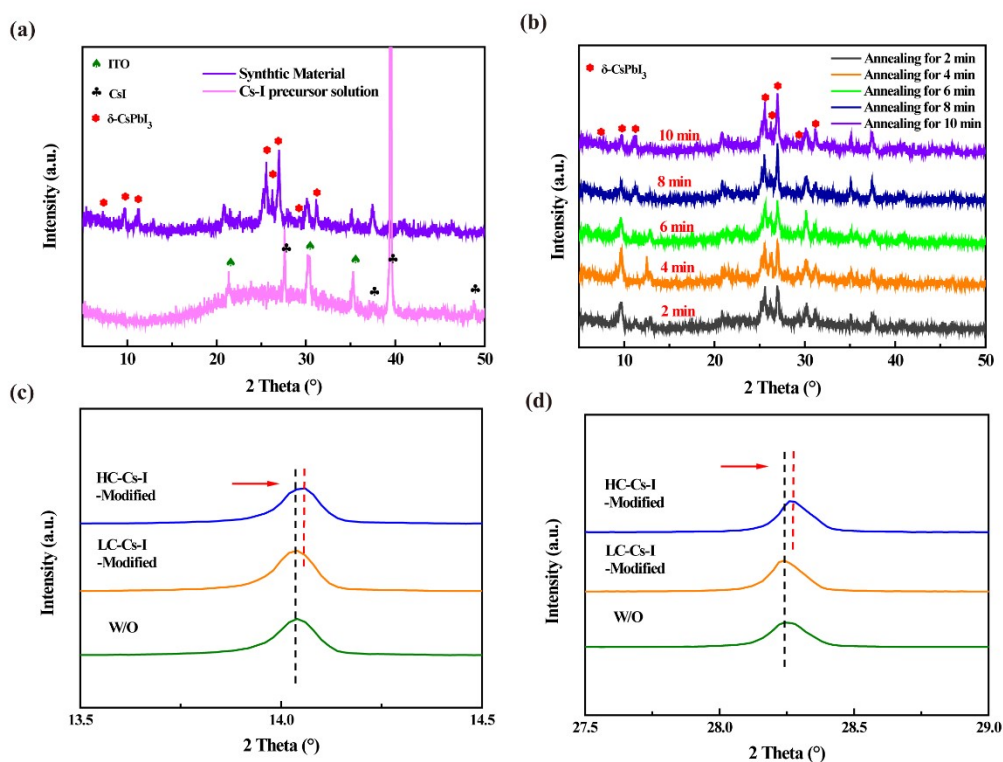 (a)
ITO
CsI
δ-CsPbI3
Synthtic Material
Cs-I precursor solution
Intensity (a.u.)
10
20
30
40
50
2 Theta (°)
(b)
δ-CsPbI3
Annealing for 2 min
Annealing for 4 min
Annealing for 6 min
Annealing for 8 min
Annealing for 10 min
10 min
8 min
6 min
4 min
2 min
Intensity (a.u.)
10
20
30
40
50
2 Theta (°)
(c)
HC-Cs-I
-Modified
LC-Cs-I
-Modified
W/O
Intensity (a.u.)
13.5
14.0
14.5
2 Theta (°)
(d)
HC-Cs-I
-Modified
LC-Cs-I
-Modified
W/O
Intensity (a.u.)
27.5
28.0
28.5
29.0
2 Theta (°)